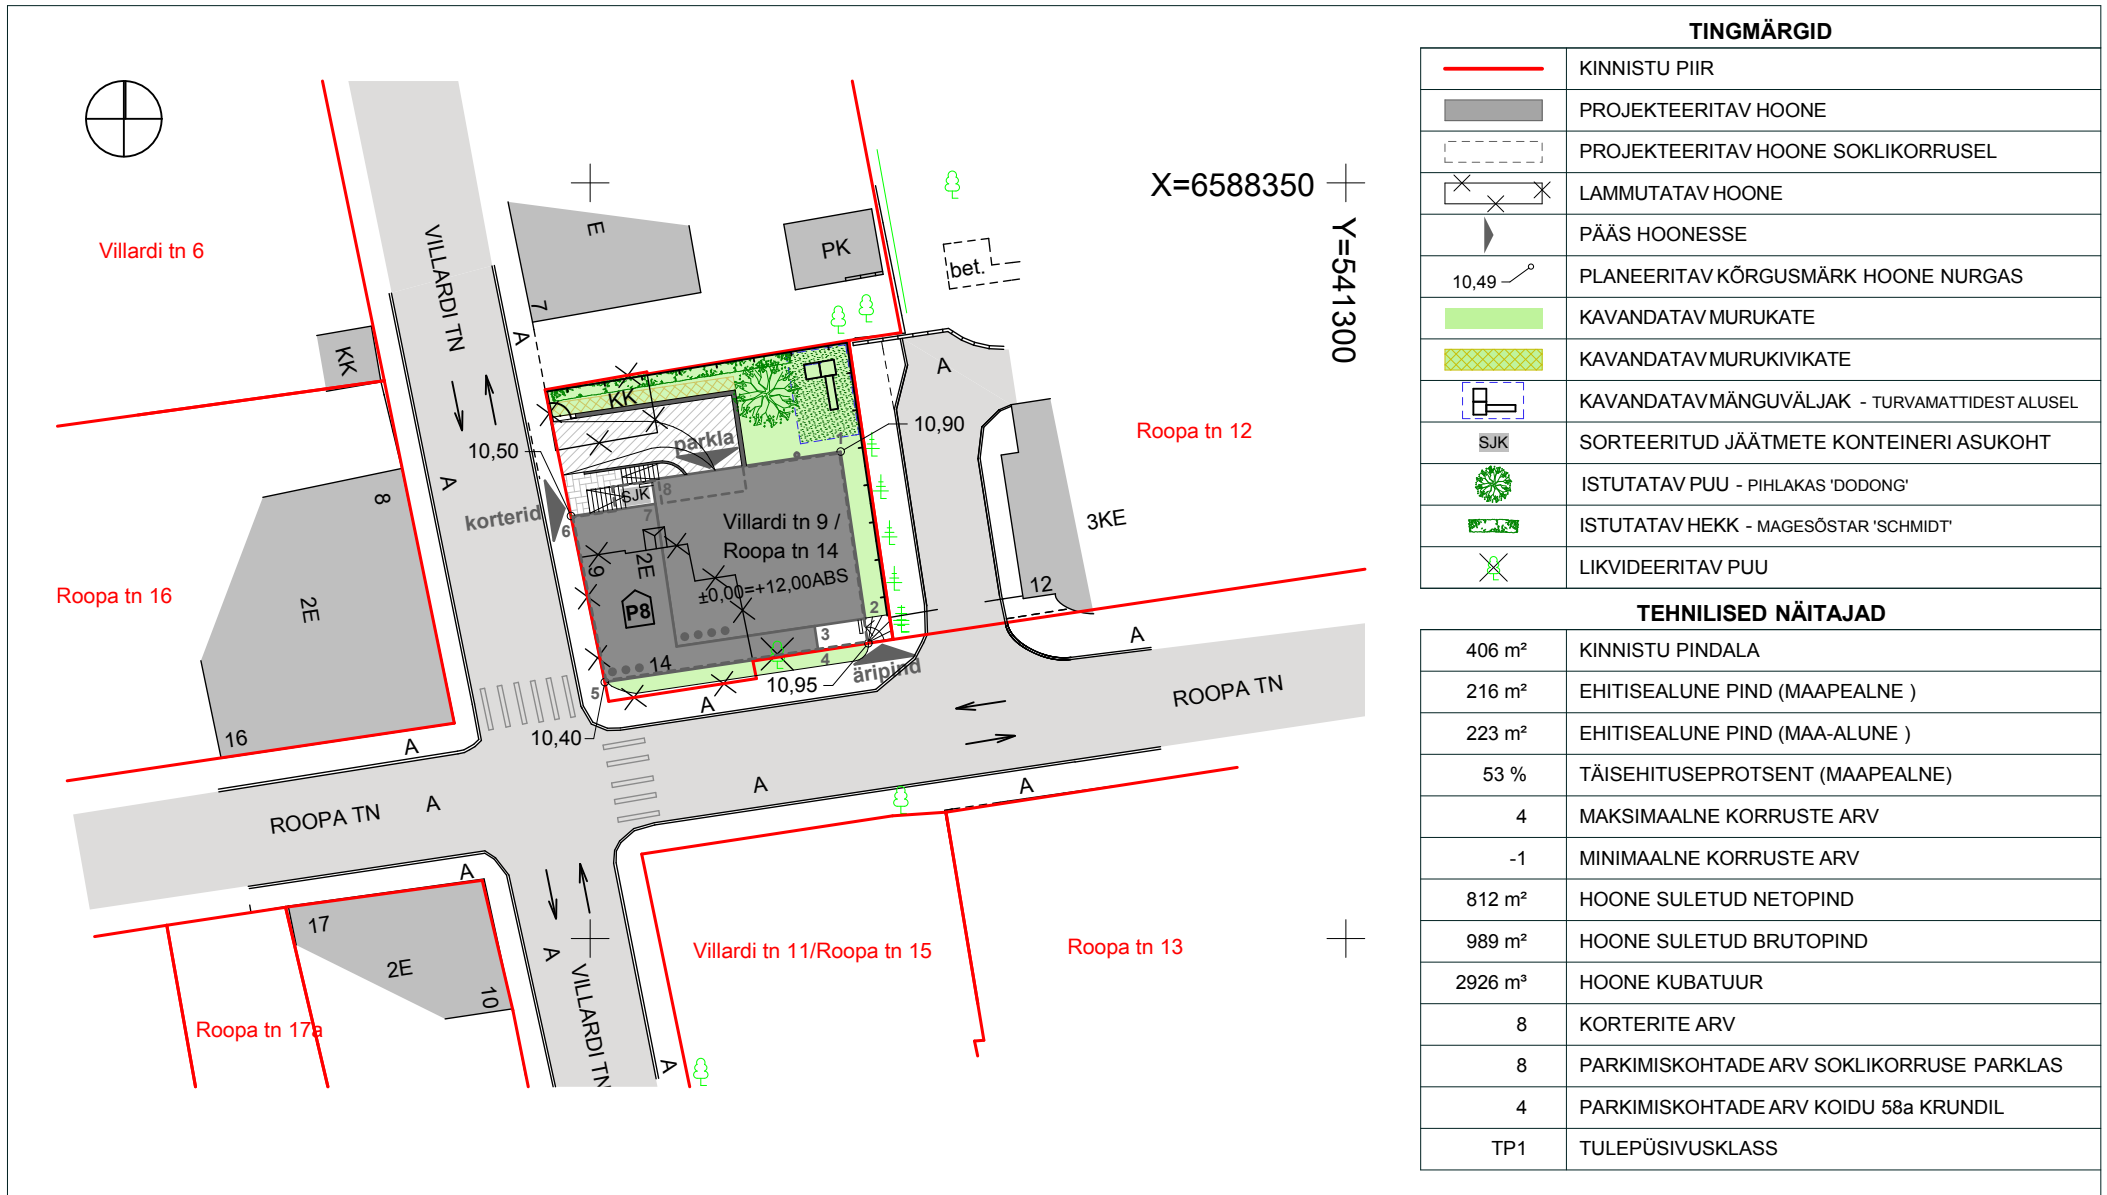 X=6588350
Y=541300
Villardi tn 6
VILLARDI TN
E
7
PK
bet.
A
KK
A
KK
parkla
10,90
Roopa tn 12
10,50
1
8
A
8
SJK
korterid
6
7
Villardi tn 9 /
Roopa tn 14
3KE
9
2E
±0,00=+12,00ABS
12
Roopa tn 16
2E
P8
2
3
4
A
14
äripind
5
10,95
A
ROOPA TN
16
A
10,40
A
A
ROOPA TN
A
A
17
2E
10
A
VILLARDI TN
Villardi tn 11/Roopa tn 15
Roopa tn 13
Roopa tn 17a
A
TINGMÄRGID
KINNISTU PIIR
PROJEKTEERITAV HOONE
PROJEKTEERITAV HOONE SOKLIKORRUSEL
LAMMUTATAV HOONE
PÄÄS HOONESSE
10,49 PLANEERITAV KÕRGUSMÄRK HOONE NURGAS
KAVANDATAV MURUKATE
KAVANDATAV MURUKIVIKATE
KAVANDATAV MÄNGUVÄLJAK - TURVAMATTIDEST ALUSEL
SJK SORTEERITUD JÄÄTMETE KONTEINERI ASUKOHT
ISTUTATAV PUU - PIHLAKAS 'DODONG'
ISTUTATAV HEKK - MAGESÕSTAR 'SCHMIDT'
LIKVIDEERITAV PUU
TEHNILISED NÄITAJAD
406 m² KINNISTU PINDALA
216 m² EHITISEALUNE PIND (MAAPEALNE )
223 m² EHITISEALUNE PIND (MAA-ALUNE )
53 % TÄISEHITUSEPROTSENT (MAAPEALNE)
4 MAKSIMAALNE KORRUSTE ARV
-1 MINIMAALNE KORRUSTE ARV
812 m² HOONE SULETUD NETOPIND
989 m² HOONE SULETUD BRUTOPIND
2926 m³ HOONE KUBATUUR
8 KORTERITE ARV
8 PARKIMISKOHTADE ARV SOKLIKORRUSE PARKLAS
4 PARKIMISKOHTADE ARV KOIDU 58a KRUNDIL
TP1 TULEPÜSIVUSKLASS